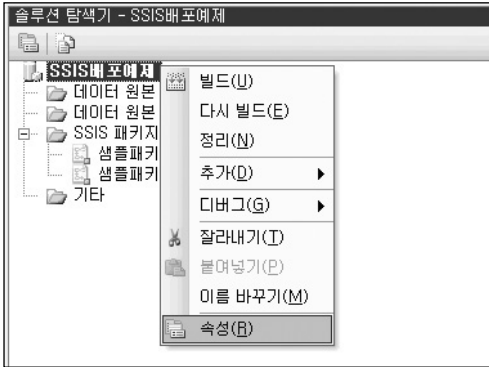 솔루션 탐색기 - SSIS배포예제
SSIS배포예제
데이터 원본
데이터 원본
SSIS 패키지
샘플패키
샘플패키
기타
빌드(U)
다시 빌드(E)
정리(N)
추가(D)
디버그(G)
잘라내기(T)
붙여넣기(P)
이름 바꾸기(M)
속성(R)